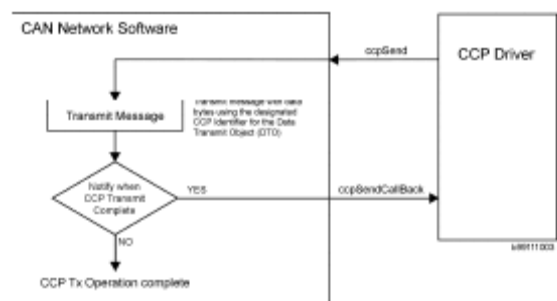 CAN Network Software
ccpSend
CCP Driver
Transmit Message
Transmit message with data
bytes using the designated
CCP Identifier for the Data
Transmit Object (DTO)
Notify when
CCP Transmit
Complete
YES
ccpSendCallBack
NO
CCP Tx Operation complete